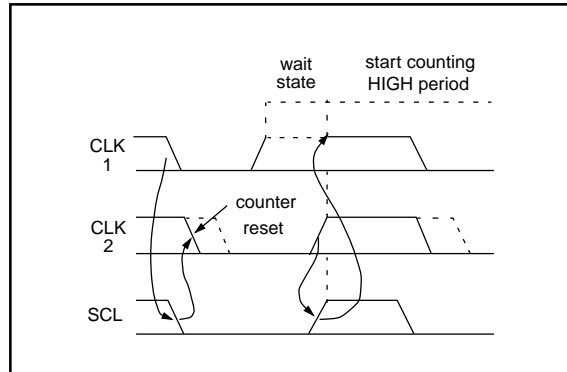 wait
state
start counting
HIGH period
CLK
1
counter
reset
CLK
2
SCL